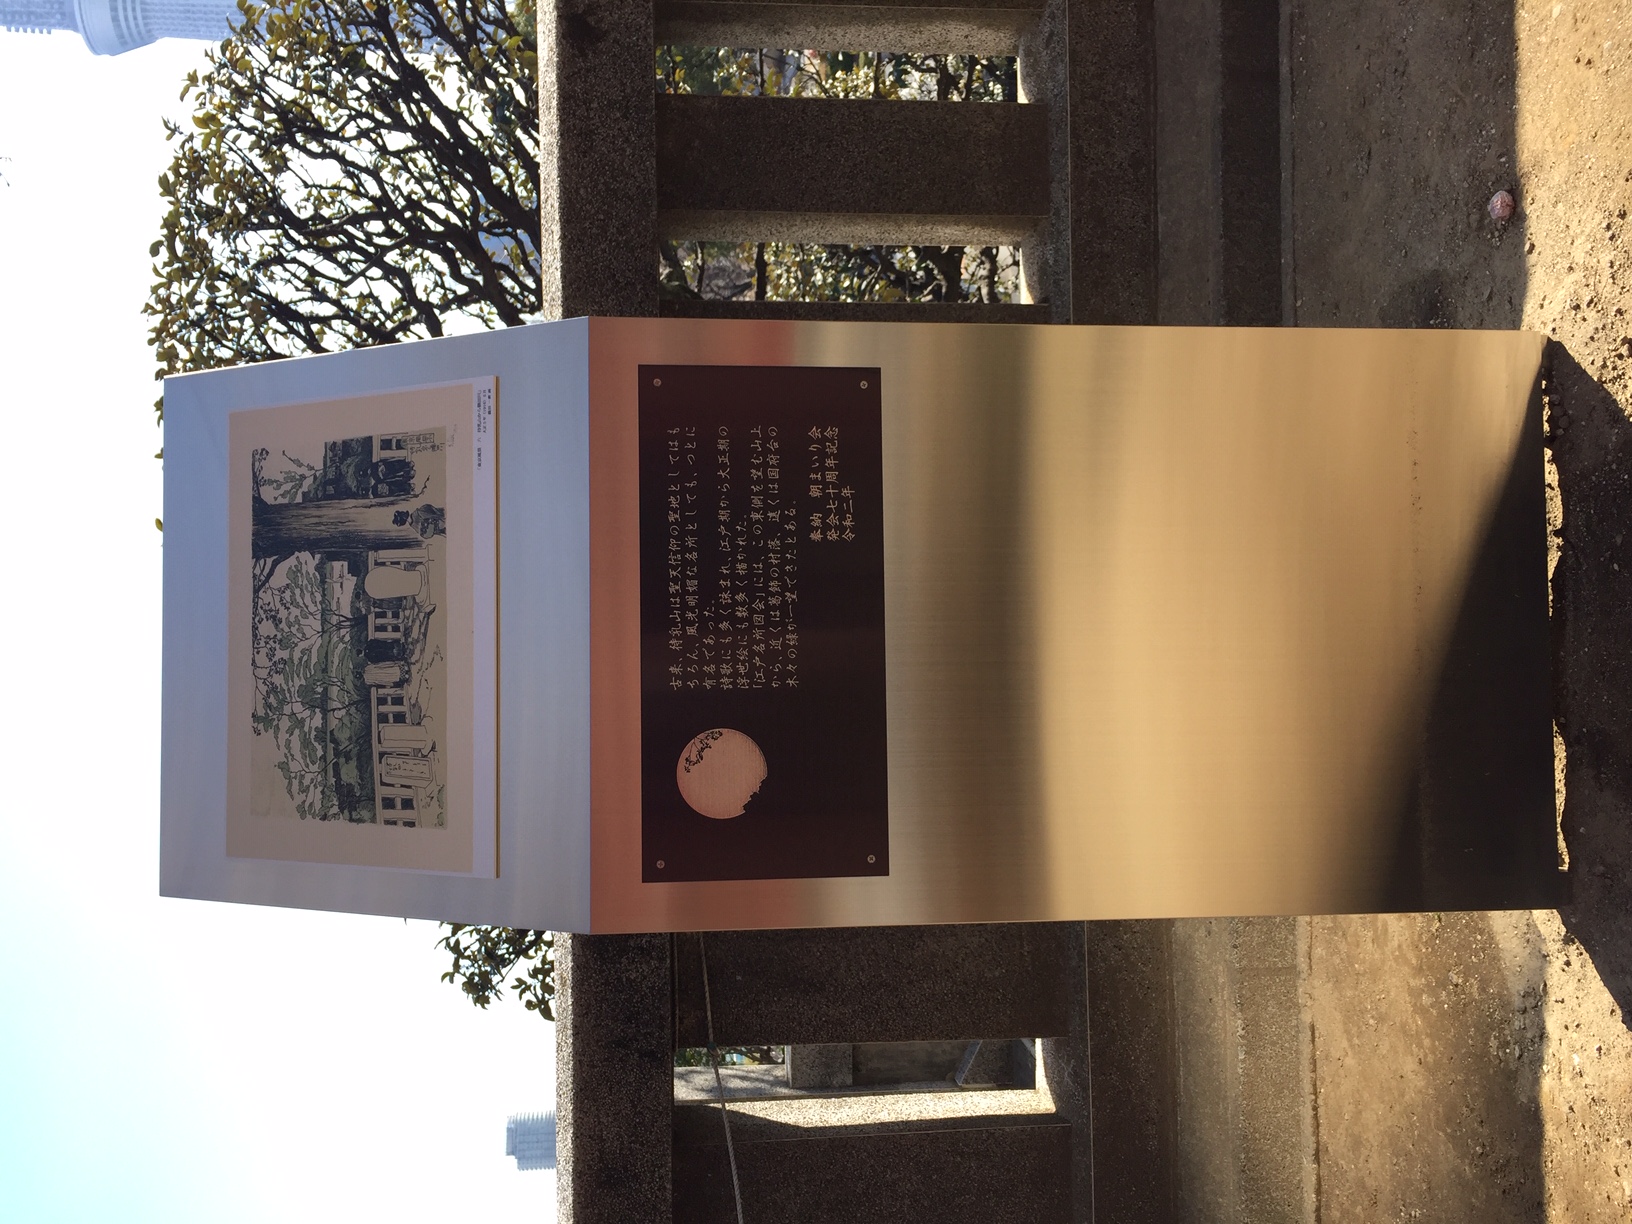 古来、待乳山は聖天信仰の聖地としてはも
ちろん、風光明媚な名所としても、つとに
有名であった。
詩歌にも多く詠まれ、江戸期から大正期の
浮世絵にも数多く描かれた。
「江戸名所図会」には、この東側を望む山上
から、近くは葛飾の村落、遠くは国府台の
木々の緑が一望できたとある。
奉納 朝まいり会
発会七十周年記念
令和二年